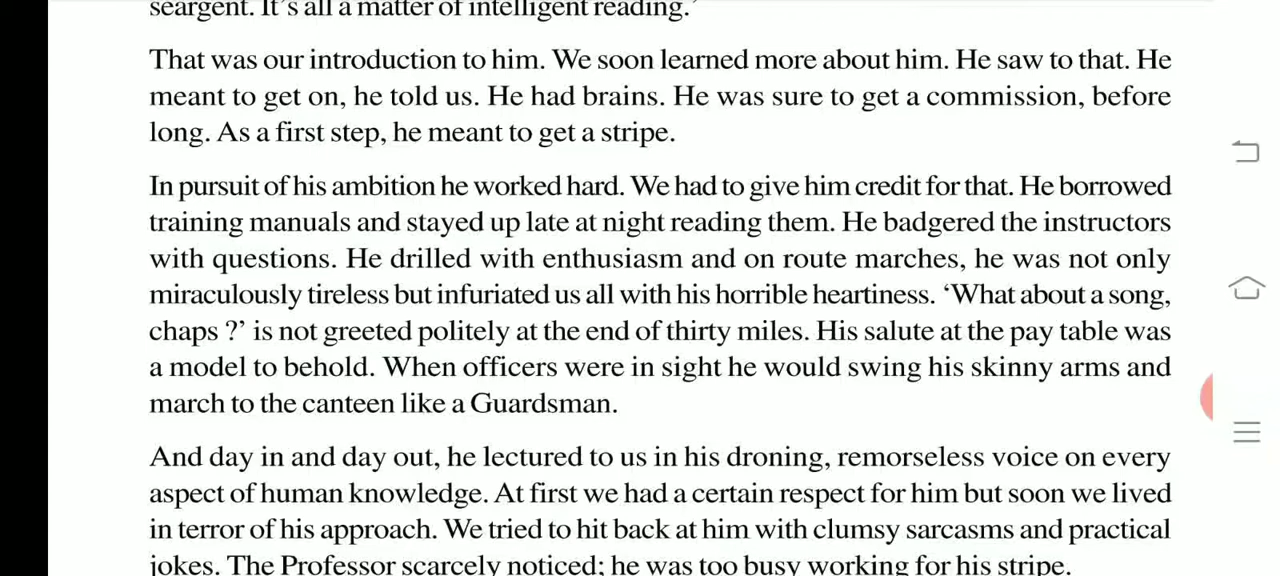 seargent. It's all a matter of intelligent reading.'
That was our introduction to him. We soon learned more about him. He saw to that. He
meant to get on, he told us. He had brains. He was sure to get a commission, before
long. As a first step, he meant to get a stripe.
In pursuit of his ambition he worked hard. We had to give him credit for that. He borrowed
training manuals and stayed up late at night reading them. He badgered the instructors
with questions. He drilled with enthusiasm and on route marches, he was not only
miraculously tireless but infuriated us all with his horrible heartiness. ‘What about a song,
chaps ?’ is not greeted politely at the end of thirty miles. His salute at the pay table was
a model to behold. When officers were in sight he would swing his skinny arms and
march to the canteen like a Guardsman.
And day in and day out, he lectured to us in his droning, remorseless voice on every
aspect of human knowledge. At first we had a certain respect for him but soon we lived
in terror of his approach. We tried to hit back at him with clumsy sarcasms and practical
jokes. The Professor scarcely noticed; he was too busy working for his stripe.